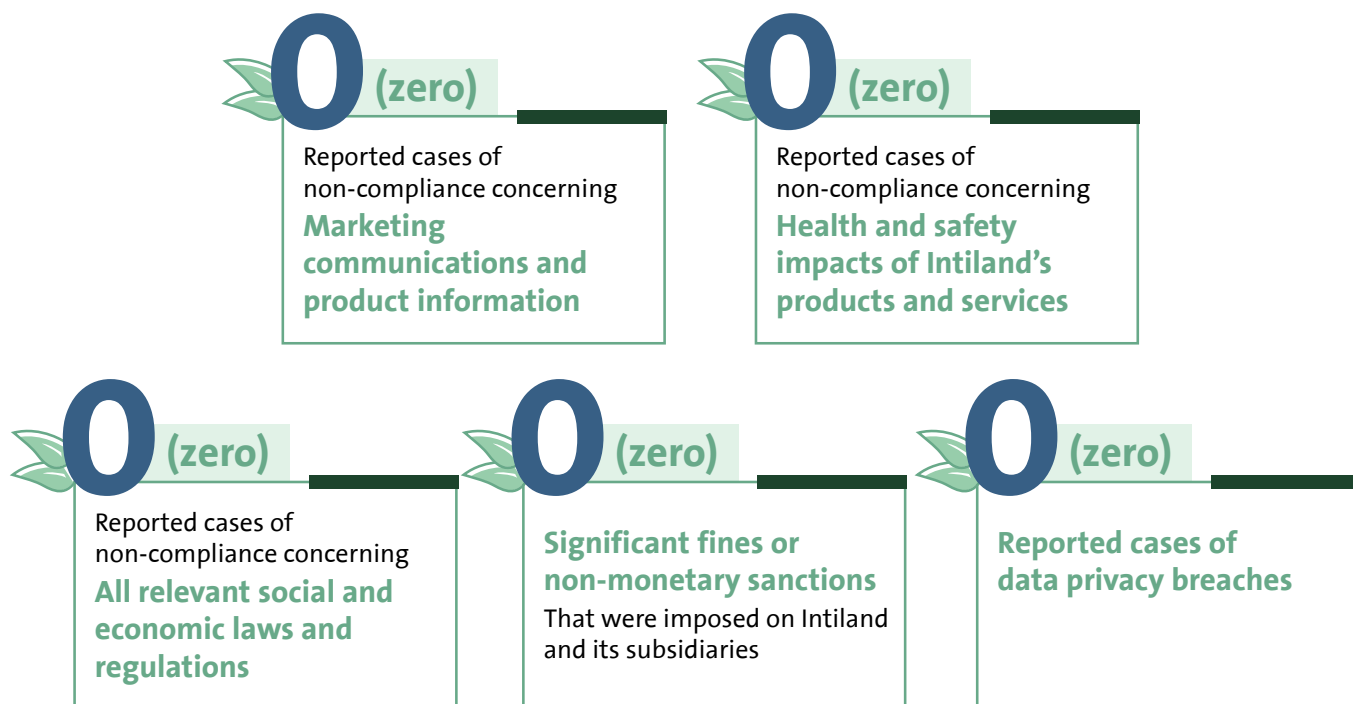 0 (zero)
Reported cases of
non-compliance concerning
Marketing
communications and
product information
0 (zero)
Reported cases of
non-compliance concerning
Health and safety
impacts of Intiland’s
products and services
0 (zero)
Reported cases of
non-compliance concerning
All relevant social and
economic laws and
regulations
0 (zero)
Significant fines or
non-monetary sanctions
That were imposed on Intiland
and its subsidiaries
0 (zero)
Reported cases of
data privacy breaches